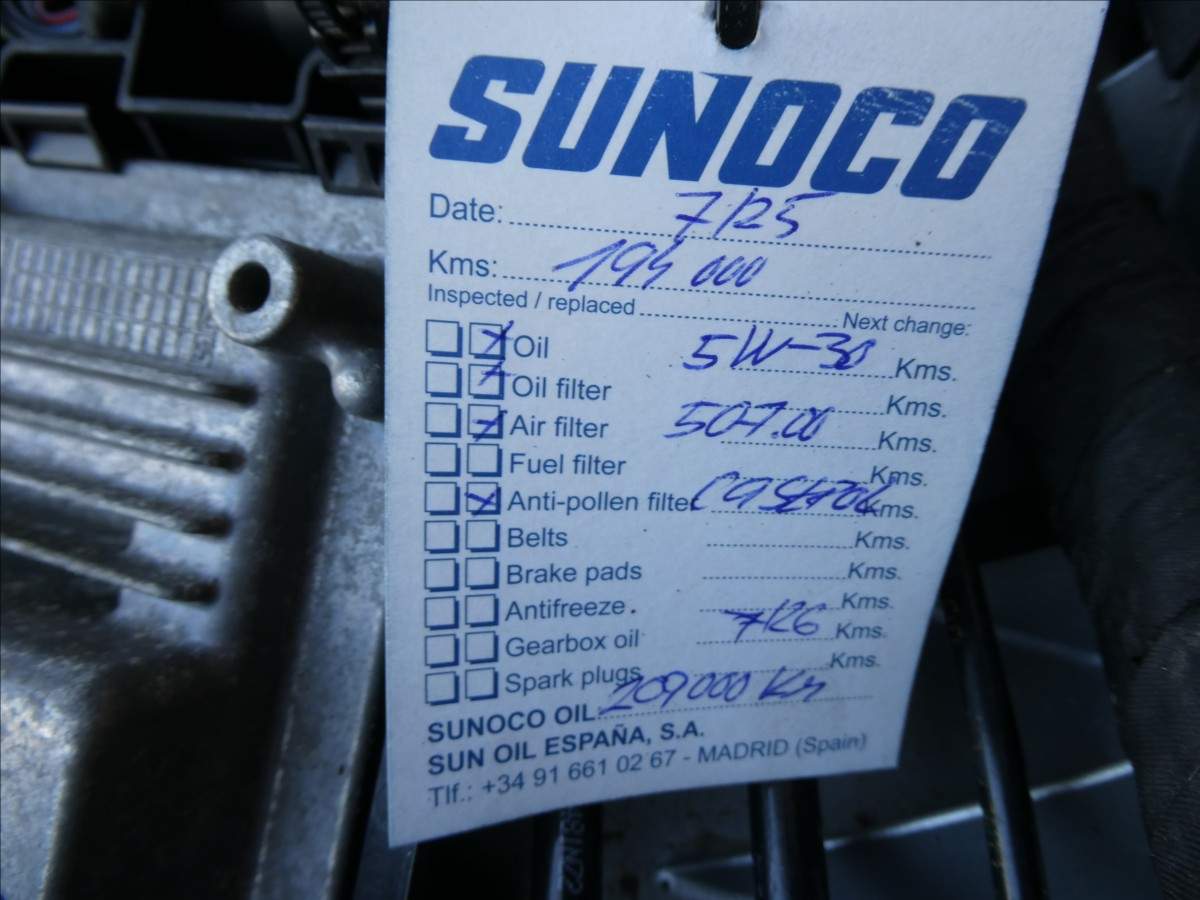 SUNOCO
Date: 7/25
Kms: 194 000
Inspected / replaced Next change:
X Oil 5W-30 Kms.
X Oil filter Kms.
X Air filter 507.00 Kms.
Fuel filter Kms.
X Anti-pollen filter CASTROL Kms.
Belts Kms.
Brake pads Kms.
Antifreeze. Kms.
Gearbox oil 7/26 Kms.
Spark plugs Kms.
SUNOCO OIL: 209000 Km
SUN OIL ESPAÑA, S.A.
Tlf.: +34 91 661 02 67 - MADRID (Spain)